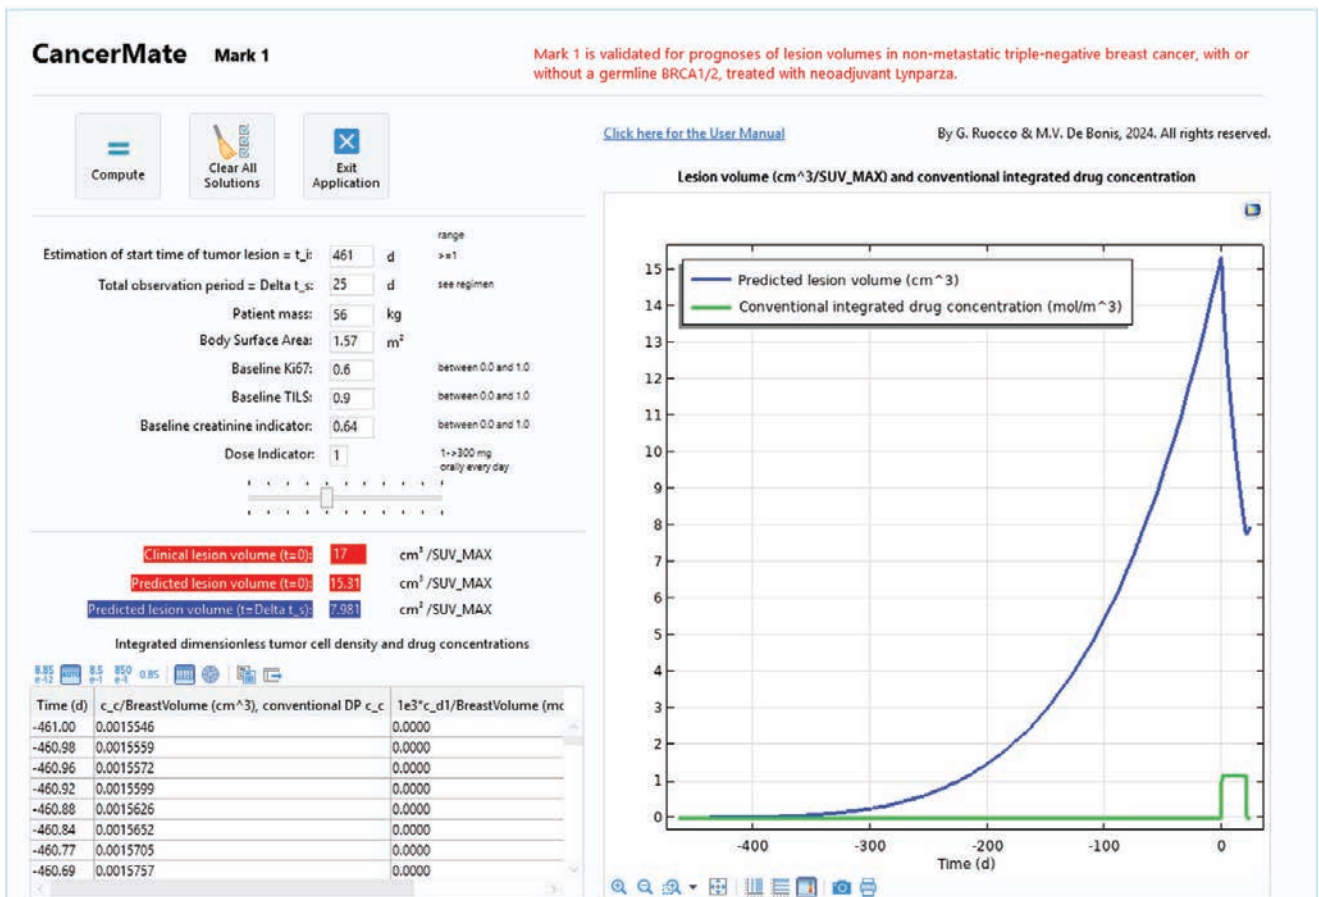 CancerMate Mark 1
Mark 1 is validated for prognoses of lesion volumes in non-metastatic triple-negative breast cancer, with or
without a germline BRCA1/2, treated with neoadjuvant Lynparza.
Compute
Clear All
Solutions
Exit
Application
Click here for the User Manual
By G. Ruocco & M.V. De Bonis, 2024. All rights reserved.
range
Estimation of start time of tumor lesion = t_i: 461 d >=1
Total observation period = Delta t_s: 25 d see regimen
Patient mass: 56 kg
Body Surface Area: 1.57 m²
Baseline Ki67: 0.6 between 0.0 and 1.0
Baseline TILS: 0.9 between 0.0 and 1.0
Baseline creatinine indicator: 0.64 between 0.0 and 1.0
Dose Indicator: 1 1->300 mg
orally every day
Clinical lesion volume (t=0): 17 cm³ /SUV_MAX
Predicted lesion volume (t=0): 15.31 cm³ /SUV_MAX
Predicted lesion volume (t=Delta t_s): 7.981 cm³ /SUV_MAX
Integrated dimensionless tumor cell density and drug concentrations
8.85
e-12
AUTO
8.5
e-1
850
e-1
0.85
Time (d) c_c/BreastVolume (cm^3), conventional DP c_c 1e3*c_d1/BreastVolume (mc
-461.00 0.0015546 0.0000
-460.98 0.0015559 0.0000
-460.96 0.0015572 0.0000
-460.92 0.0015599 0.0000
-460.88 0.0015626 0.0000
-460.84 0.0015652 0.0000
-460.77 0.0015705 0.0000
-460.69 0.0015757 0.0000
Lesion volume (cm^3/SUV_MAX) and conventional integrated drug concentration
Predicted lesion volume (cm^3)
Conventional integrated drug concentration (mol/m^3)
15
14
13
12
11
10
9
8
7
6
5
4
3
2
1
0
-400 -300 -200 -100 0
Time (d)